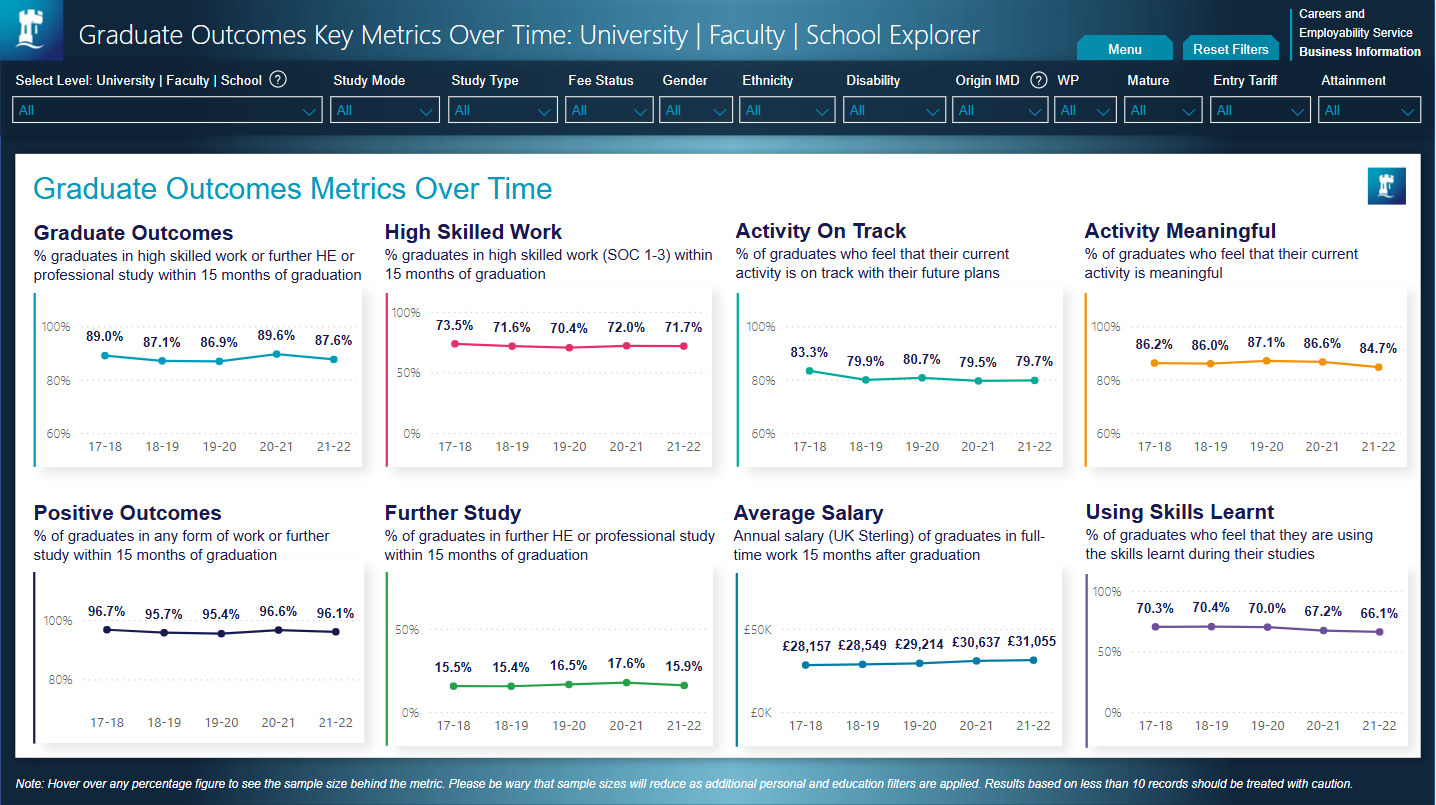 Graduate Outcomes Key Metrics Over Time: University | Faculty | School Explorer
Menu
Reset Filters
Careers and
Employability Service
Business Information
Select Level: University | Faculty | School ?
All
Study Mode
All
Study Type
All
Fee Status
All
Gender
All
Ethnicity
All
Disability
All
Origin IMD ?
All
WP
All
Mature
All
Entry Tariff
All
Attainment
All
Graduate Outcomes Metrics Over Time
Graduate Outcomes
% graduates in high skilled work or further HE or
professional study within 15 months of graduation
100%
80%
60%
89.0% 87.1% 86.9% 89.6% 87.6%
17-18 18-19 19-20 20-21 21-22
High Skilled Work
% graduates in high skilled work (SOC 1-3) within
15 months of graduation
100%
50%
0%
73.5% 71.6% 70.4% 72.0% 71.7%
17-18 18-19 19-20 20-21 21-22
Activity On Track
% of graduates who feel that their current
activity is on track with their future plans
100%
80%
60%
83.3% 79.9% 80.7% 79.5% 79.7%
17-18 18-19 19-20 20-21 21-22
Activity Meaningful
% of graduates who feel that their current
activity is meaningful
100%
80%
60%
86.2% 86.0% 87.1% 86.6% 84.7%
17-18 18-19 19-20 20-21 21-22
Positive Outcomes
% of graduates in any form of work or further
study within 15 months of graduation
100%
80%
96.7% 95.7% 95.4% 96.6% 96.1%
17-18 18-19 19-20 20-21 21-22
Further Study
% of graduates in further HE or professional study
within 15 months of graduation
50%
0%
15.5% 15.4% 16.5% 17.6% 15.9%
17-18 18-19 19-20 20-21 21-22
Average Salary
Annual salary (UK Sterling) of graduates in full-
time work 15 months after graduation
£50K
£0K
£28,157 £28,549 £29,214 £30,637 £31,055
17-18 18-19 19-20 20-21 21-22
Using Skills Learnt
% of graduates who feel that they are using
the skills learnt during their studies
100%
50%
0%
70.3% 70.4% 70.0% 67.2% 66.1%
17-18 18-19 19-20 20-21 21-22
Note: Hover over any percentage figure to see the sample size behind the metric. Please be wary that sample sizes will reduce as additional personal and education filters are applied. Results based on less than 10 records should be treated with caution.